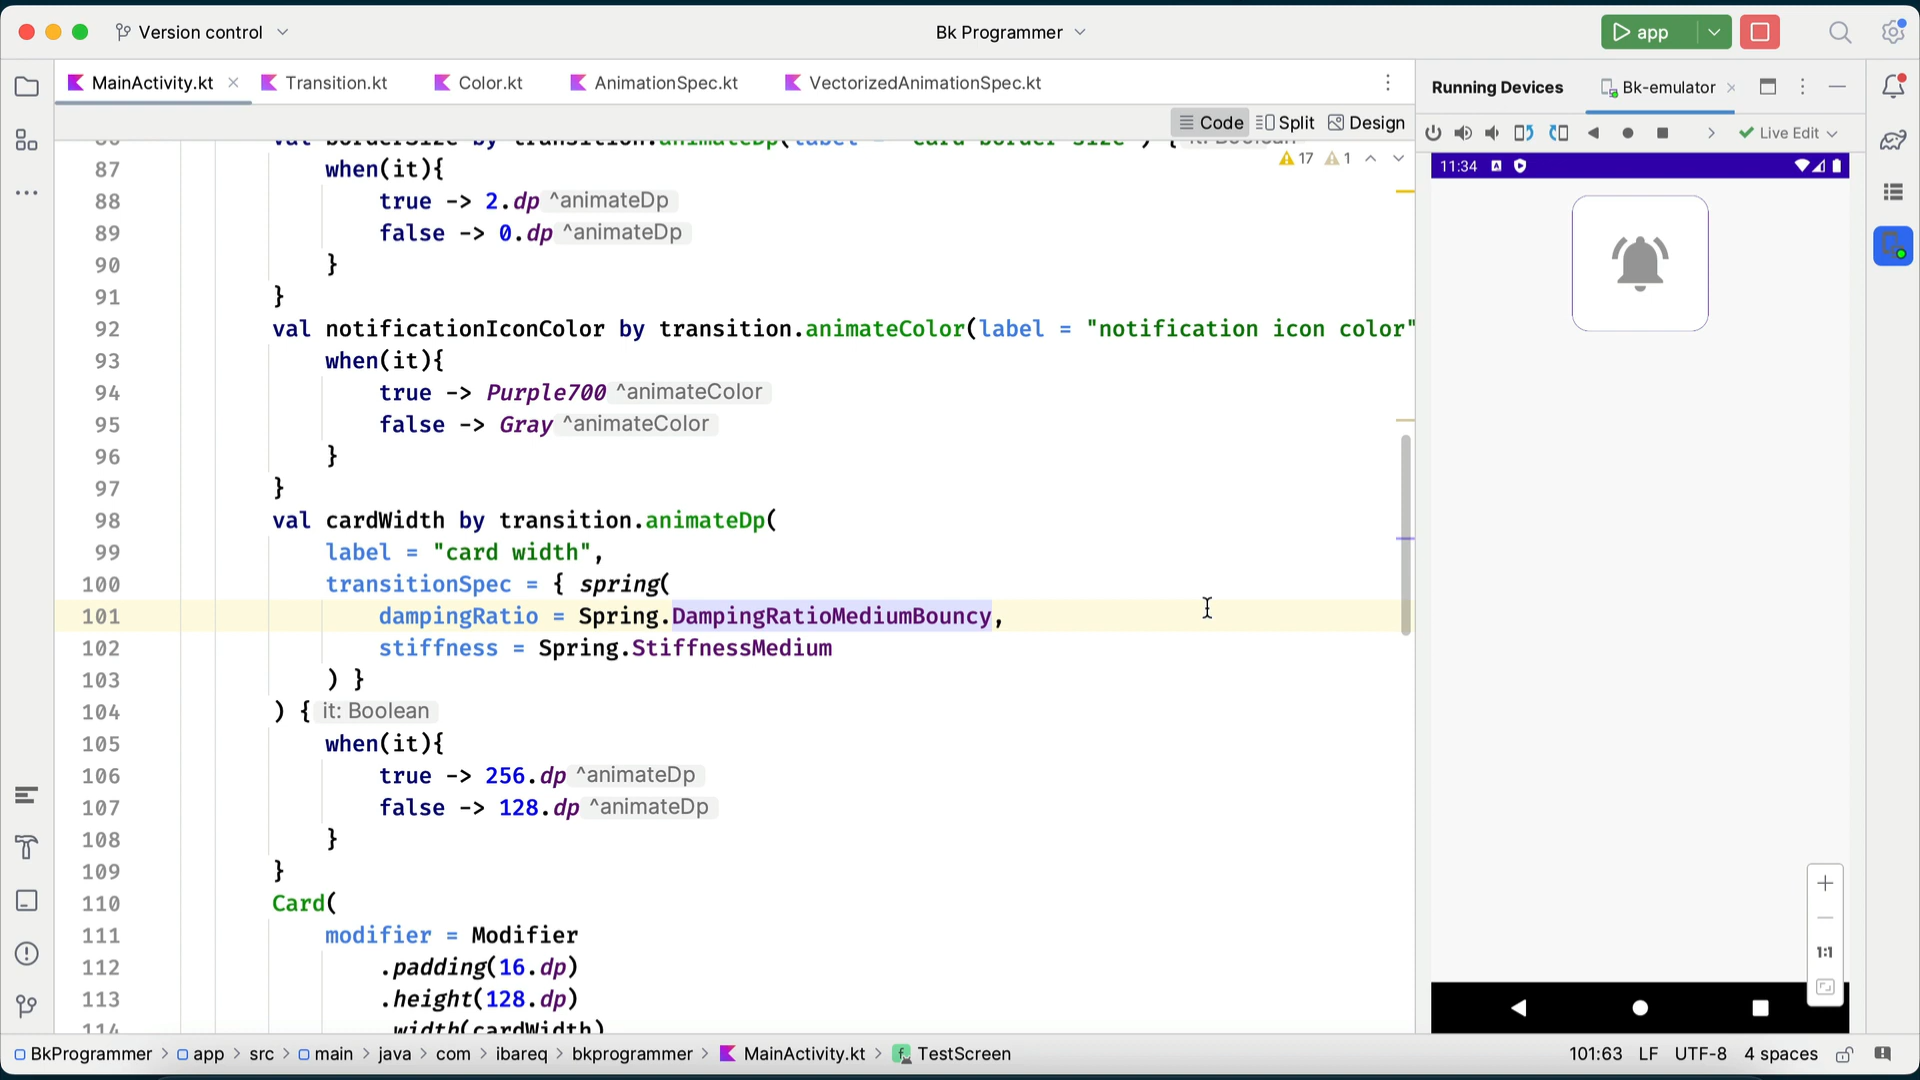 Version control
Bk Programmer
app
MainActivity.kt
Transition.kt
Color.kt
AnimationSpec.kt
VectorizedAnimationSpec.kt
Running Devices
Bk-emulator
Code
Split
Design
Live Edit
17
1
11:34
87 when(it){
88 true -> 2.dp ^animateDp
89 false -> 0.dp ^animateDp
90 }
91 }
92 val notificationIconColor by transition.animateColor(label = "notification icon color"
93 when(it){
94 true -> Purple700 ^animateColor
95 false -> Gray ^animateColor
96 }
97 }
98 val cardWidth by transition.animateDp(
99 label = "card width",
100 transitionSpec = { spring(
101 dampingRatio = Spring.DampingRatioMediumBouncy,
102 stiffness = Spring.StiffnessMedium
103 ) }
104 ) { it: Boolean
105 when(it){
106 true -> 256.dp ^animateDp
107 false -> 128.dp ^animateDp
108 }
109 }
110 Card(
111 modifier = Modifier
112 .padding(16.dp)
113 .height(128.dp)
114 .width(cardWidth)
1:1
BkProgrammer > app > src > main > java > com > ibareq > bkprogrammer > MainActivity.kt > TestScreen
101:63 LF UTF-8 4 spaces